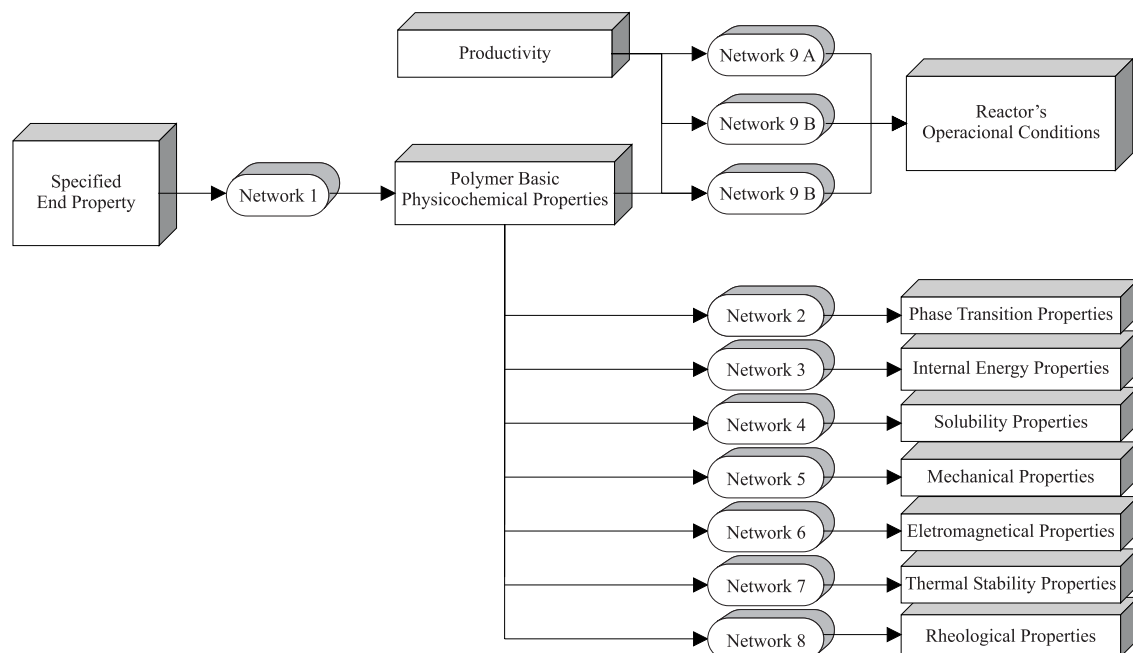 Productivity
Network 9 A
Network 9 B
Network 9 B
Reactor's
Operacional Conditions
Specified
End Property
Network 1
Polymer Basic
Physicochemical Properties
Network 2
Phase Transition Properties
Network 3
Internal Energy Properties
Network 4
Solubility Properties
Network 5
Mechanical Properties
Network 6
Eletromagnetical Properties
Network 7
Thermal Stability Properties
Network 8
Rheological Properties